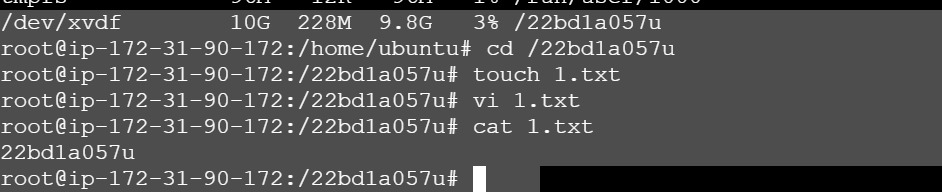 /dev/xvdf 10G 228M 9.8G 3% /22bd1a057u
root@ip-172-31-90-172:/home/ubuntu# cd /22bd1a057u
root@ip-172-31-90-172:/22bd1a057u# touch 1.txt
root@ip-172-31-90-172:/22bd1a057u# vi 1.txt
root@ip-172-31-90-172:/22bd1a057u# cat 1.txt
22bd1a057u
root@ip-172-31-90-172:/22bd1a057u#